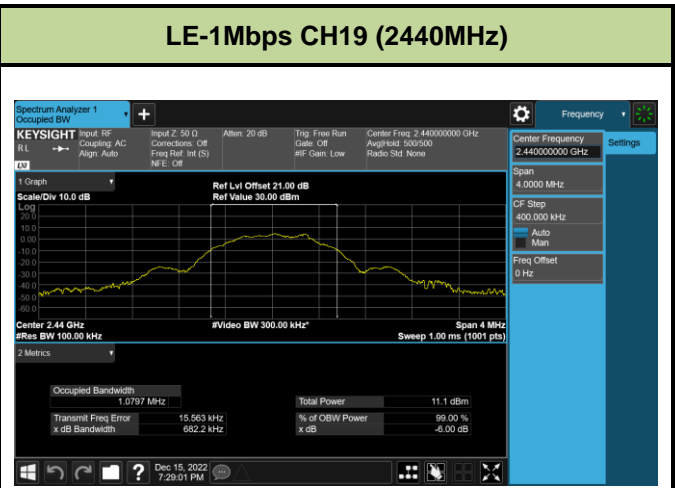 LE-1Mbps CH19 (2440MHz)
Spectrum Analyzer 1
Occupied BW
+
Frequency
KEYSIGHT Input: RF Input Z: 50 Ω Atten: 20 dB Trig: Free Run Center Freq: 2.440000000 GHz
RL Coupling: AC Corrections: Off Gate: Off Avg|Hold: 500/500
Align: Auto Freq Ref: Int (S) #IF Gain: Low Radio Std: None
LXI NFE: Off
1 Graph
Ref Lvl Offset 21.00 dB
Scale/Div 10.0 dB Ref Value 30.00 dBm
Log
20.0
10.0
0.00
-10.0
-20.0
-30.0
-40.0
-50.0
-60.0
Center 2.44 GHz #Video BW 300.00 kHz* Span 4 MHz
#Res BW 100.00 kHz Sweep 1.00 ms (1001 pts)
2 Metrics
Occupied Bandwidth
1.0797 MHz Total Power 11.1 dBm
Transmit Freq Error 15.563 kHz % of OBW Power 99.00 %
x dB Bandwidth 682.2 kHz x dB -6.00 dB
Center Frequency
2.440000000 GHz
Settings
Span
4.0000 MHz
CF Step
400.000 kHz
Auto
Man
Freq Offset
0 Hz
? Dec 15, 2022
7:29:01 PM